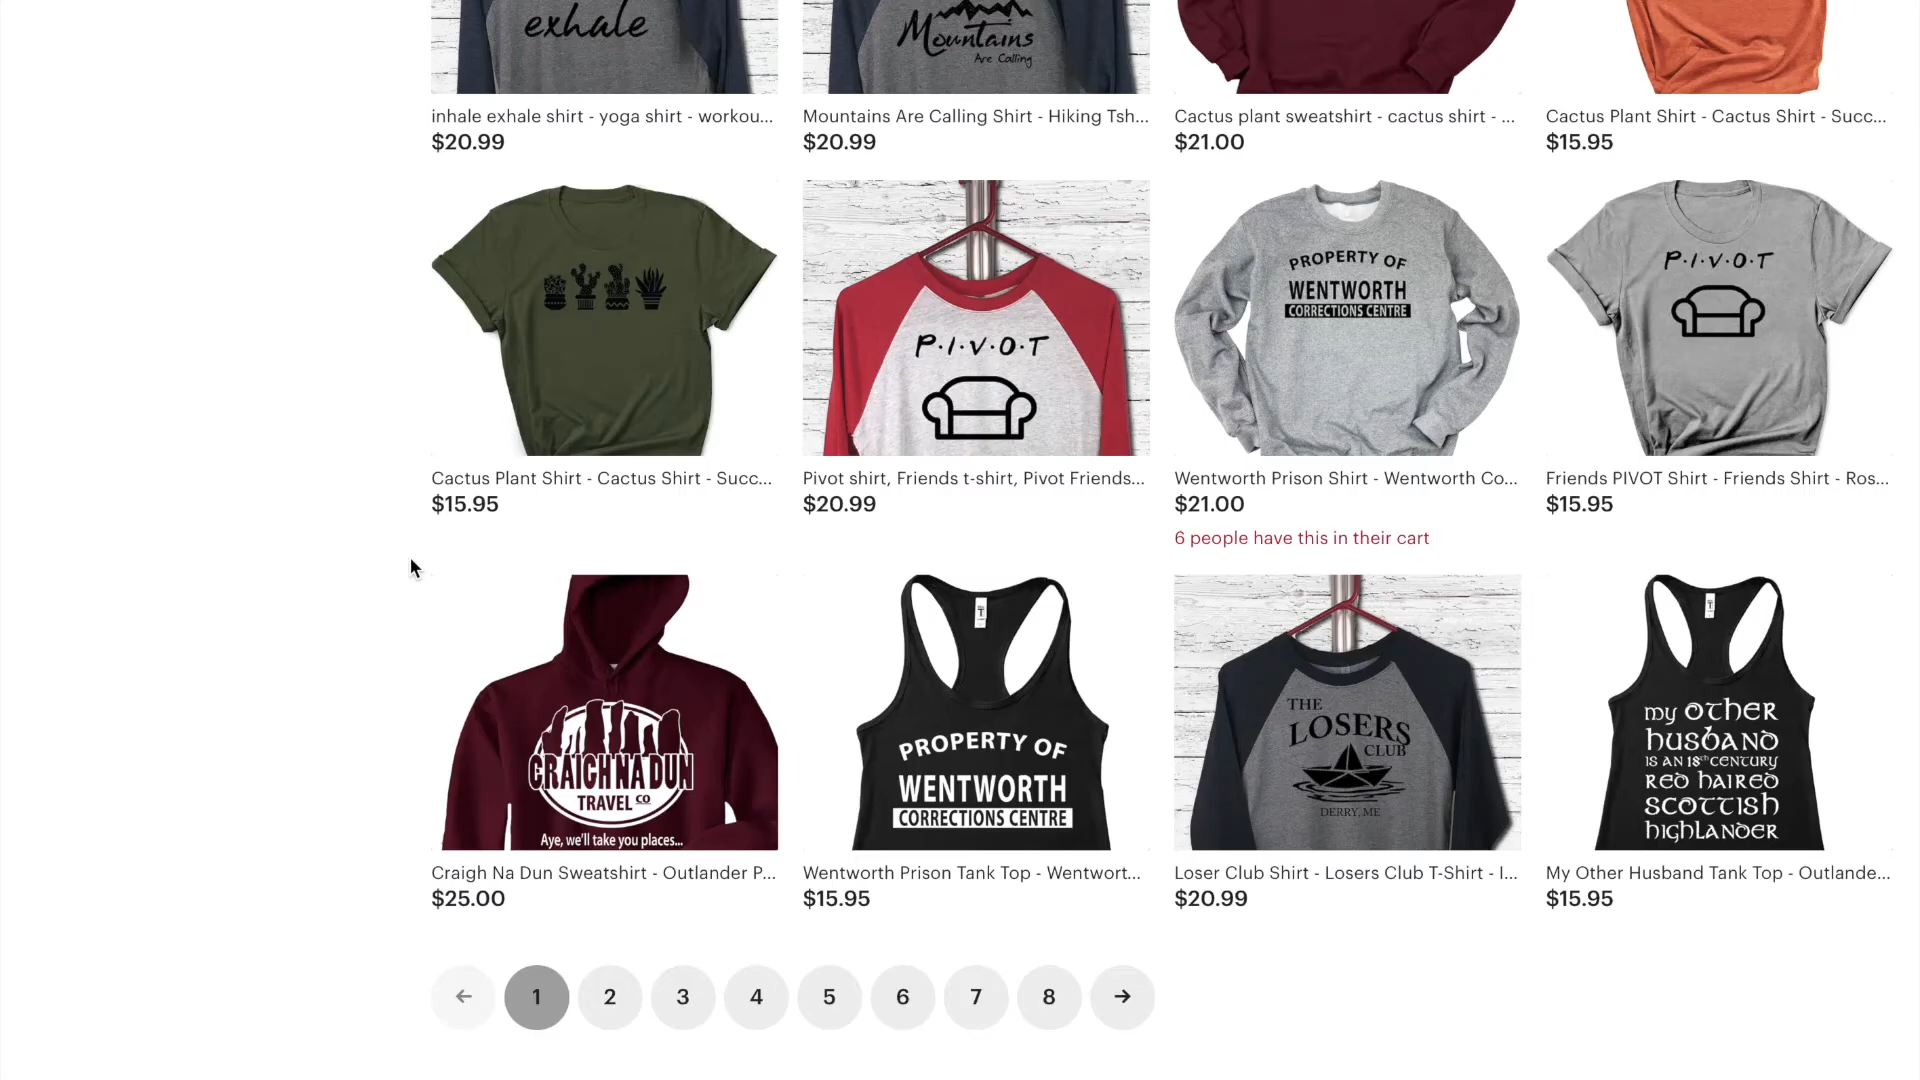 exhale
Mountains
Are Calling
inhale exhale shirt - yoga shirt - workou...
$20.99
Mountains Are Calling Shirt - Hiking Tsh...
$20.99
Cactus plant sweatshirt - cactus shirt - ...
$21.00
Cactus Plant Shirt - Cactus Shirt - Succ...
$15.95
P·I·V·O·T
PROPERTY OF
WENTWORTH
CORRECTIONS CENTRE
P·I·V·O·T
Cactus Plant Shirt - Cactus Shirt - Succ...
$15.95
Pivot shirt, Friends t-shirt, Pivot Friends...
$20.99
Wentworth Prison Shirt - Wentworth Co...
$21.00
6 people have this in their cart
Friends PIVOT Shirt - Friends Shirt - Ros...
$15.95
CRAIGH NA DUN
TRAVEL CO
Aye, we'll take you places...
PROPERTY OF
WENTWORTH
CORRECTIONS CENTRE
THE
LOSERS
CLUB
DERRY, ME
my other
husband
is an 18th century
red haired
scottish
highlander
Craigh Na Dun Sweatshirt - Outlander P...
$25.00
Wentworth Prison Tank Top - Wentwort...
$15.95
Loser Club Shirt - Losers Club T-Shirt - I...
$20.99
My Other Husband Tank Top - Outlande...
$15.95
← 1 2 3 4 5 6 7 8 →